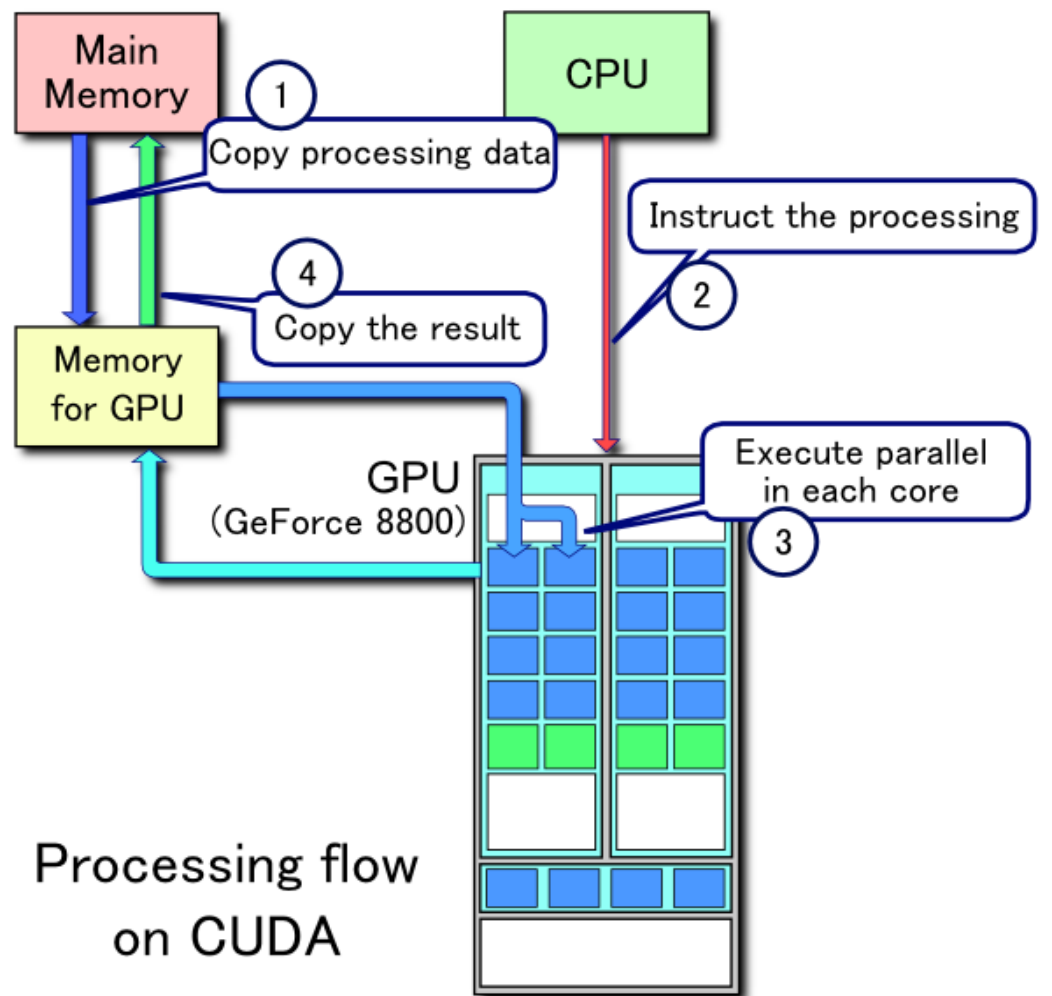 Main
Memory
CPU
1
Copy processing data
Instruct the processing
2
4
Copy the result
Memory
for GPU
GPU
(GeForce 8800)
Execute parallel
in each core
3
Processing flow
on CUDA